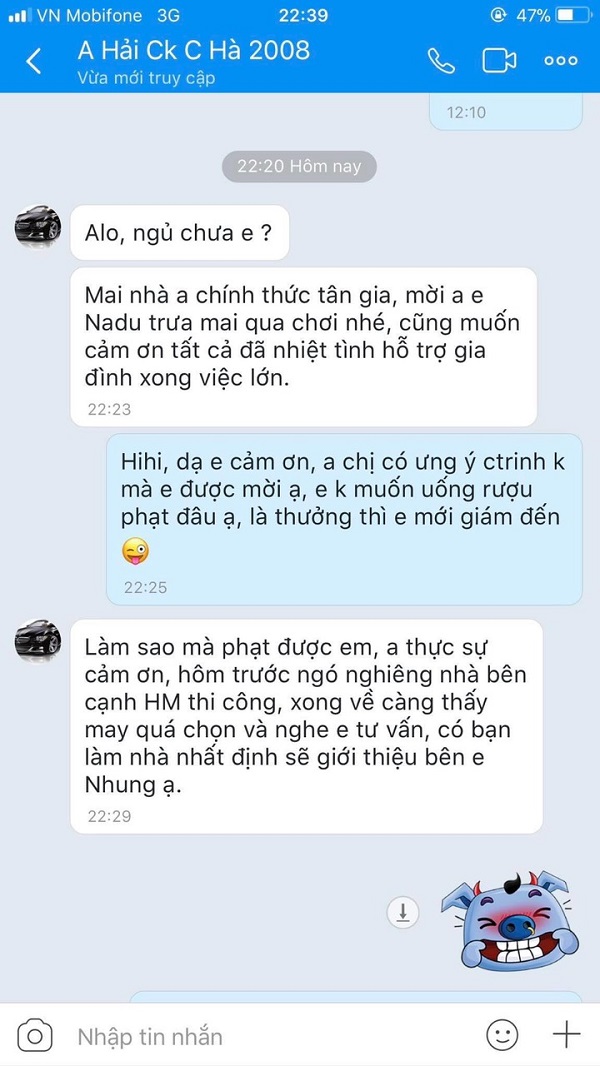 VN Mobifone 3G 22:39 47%
A Hải Ck C Hà 2008
Vừa mới truy cập
12:10
22:20 Hôm nay
Alo, ngủ chưa e ?
Mai nhà a chính thức tân gia, mời a e
Nadu trưa mai qua chơi nhé, cũng muốn
cảm ơn tất cả đã nhiệt tình hỗ trợ gia
đình xong việc lớn.
22:23
Hihi, dạ e cảm ơn, a chị có ưng ý ctrinh k
mà e được mời ạ, e k muốn uống rượu
phạt đâu ạ, là thưởng thì e mới giám đến
22:25
Làm sao mà phạt được em, a thực sự
cảm ơn, hôm trước ngó nghiêng nhà bên
cạnh HM thi công, xong về càng thấy
may quá chọn và nghe e tư vấn, có bạn
làm nhà nhất định sẽ giới thiệu bên e
Nhung ạ.
22:29
Nhập tin nhắn